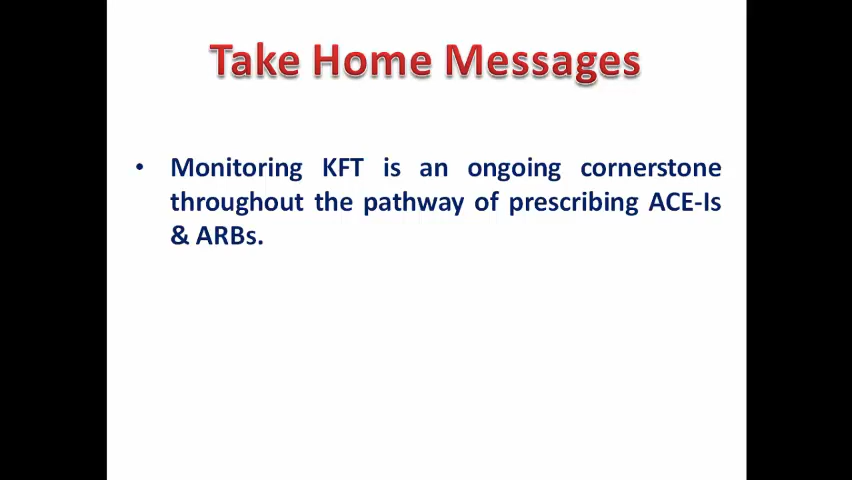 Take Home Messages
• Monitoring KFT is an ongoing cornerstone
throughout the pathway of prescribing ACE-Is
& ARBs.